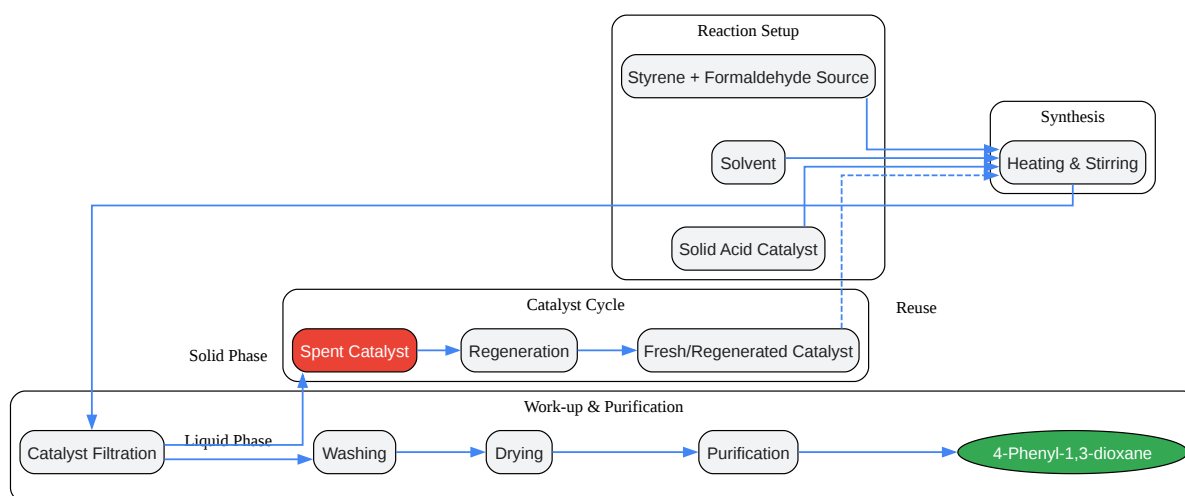 Reaction Setup
Styrene + Formaldehyde Source
Synthesis
Solvent
Heating & Stirring
Solid Acid Catalyst
Catalyst Cycle
Reuse
Spent Catalyst
Regeneration
Fresh/Regenerated Catalyst
Solid Phase
Work-up & Purification
Liquid Phase
Catalyst Filtration
Washing
Drying
Purification
4-Phenyl-1,3-dioxane